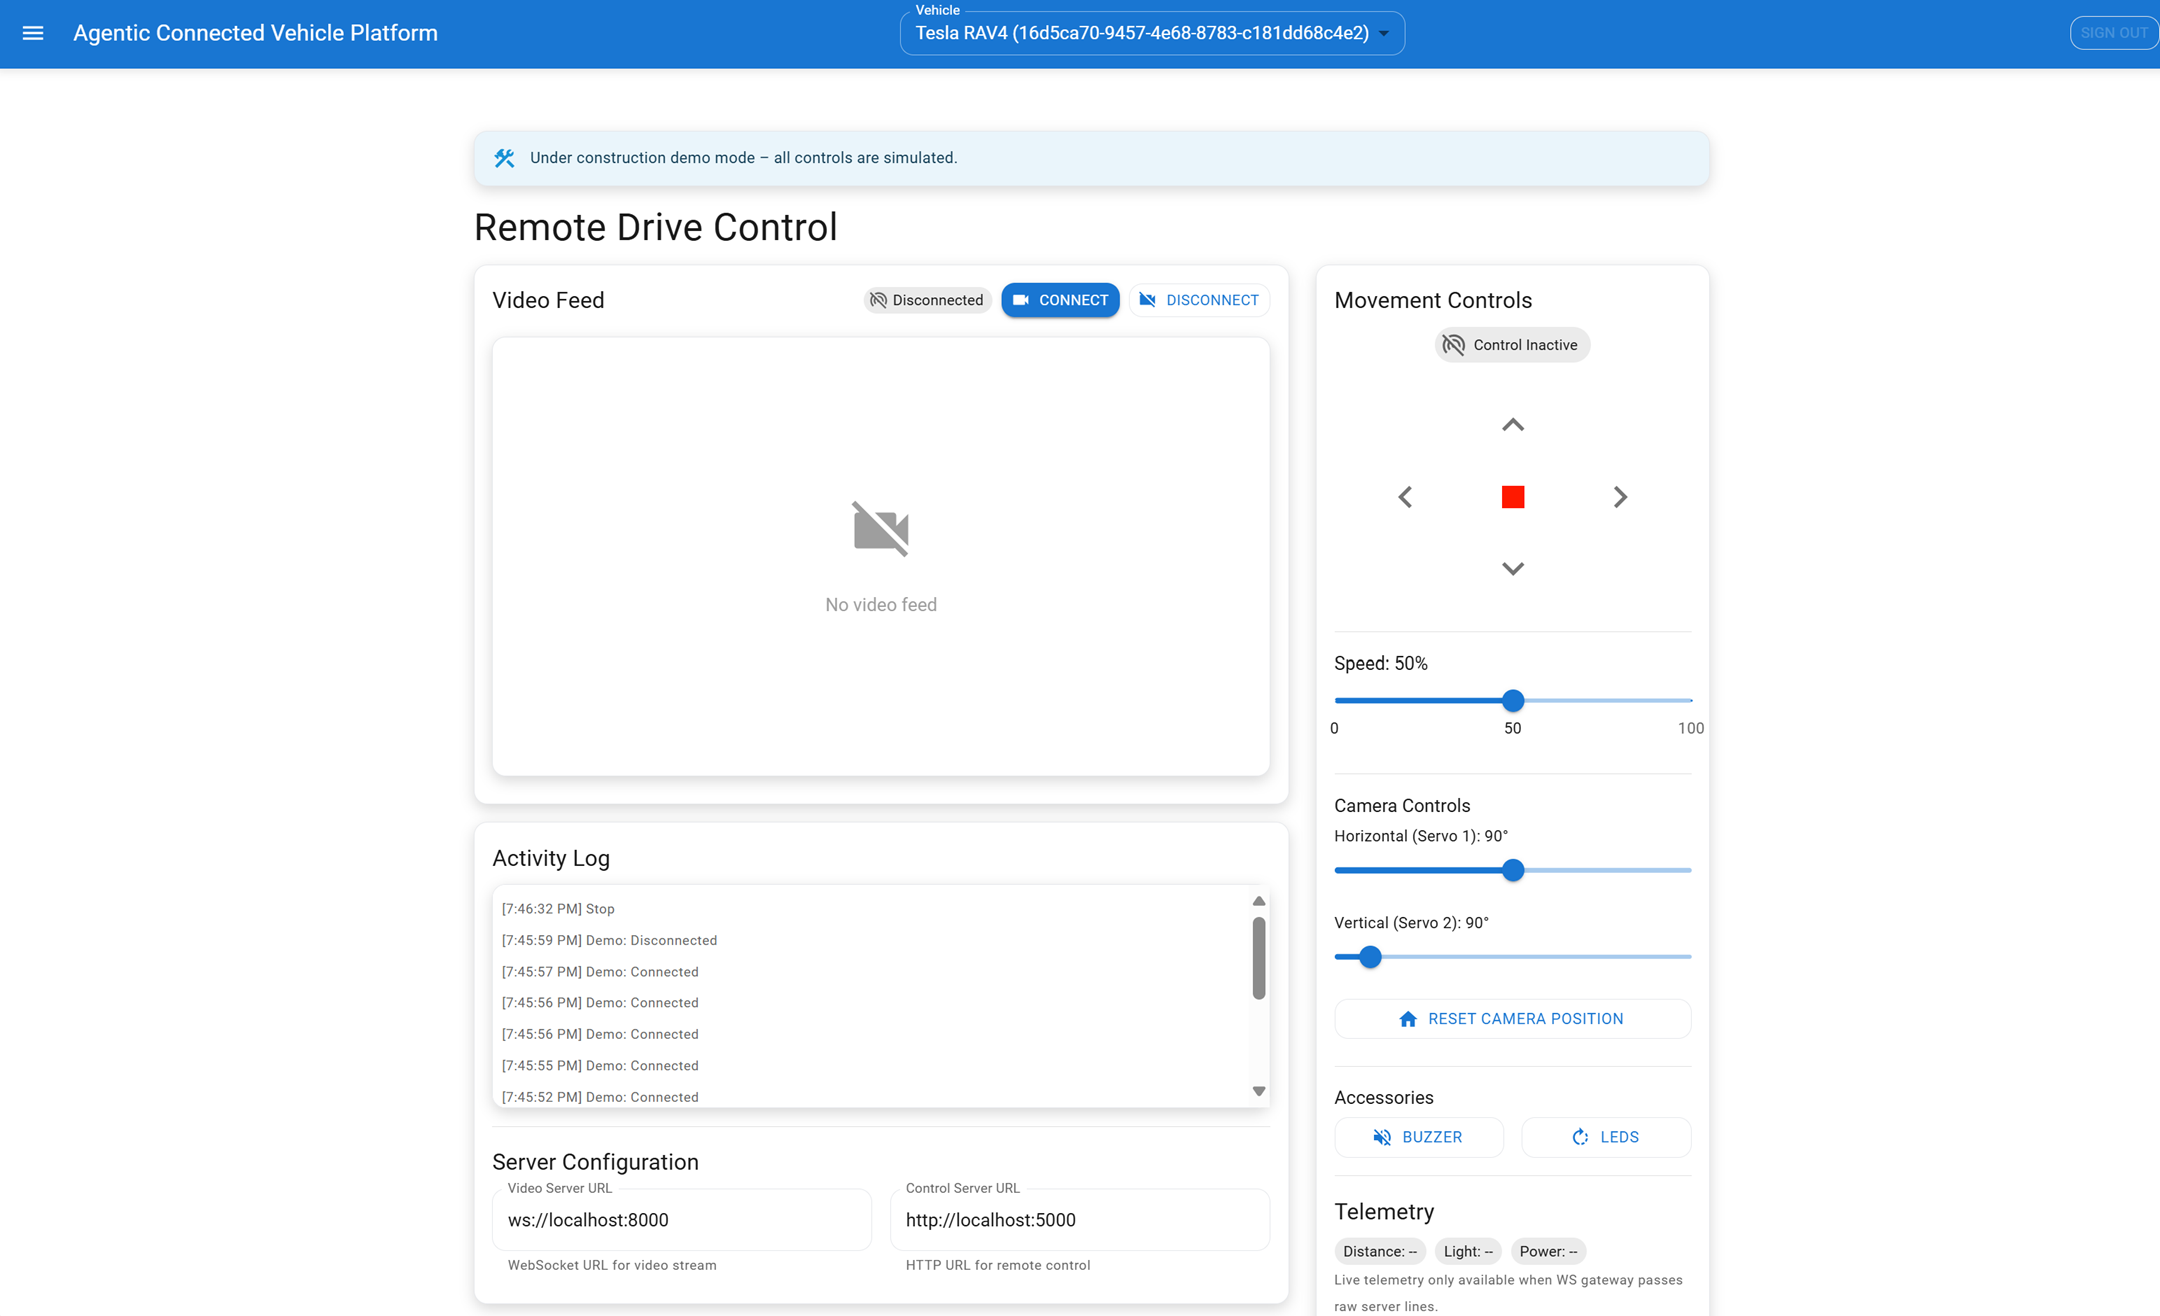 Agentic Connected Vehicle Platform
Vehicle
Tesla RAV4 (16d5ca70-9457-4e68-8783-c181dd68c4e2)
SIGN OUT
Under construction demo mode – all controls are simulated.
Remote Drive Control
Video Feed
Disconnected
CONNECT
DISCONNECT
No video feed
Activity Log
[7:46:32 PM] Stop
[7:45:59 PM] Demo: Disconnected
[7:45:57 PM] Demo: Connected
[7:45:56 PM] Demo: Connected
[7:45:56 PM] Demo: Connected
[7:45:55 PM] Demo: Connected
[7:45:52 PM] Demo: Connected
Server Configuration
Video Server URL
ws://localhost:8000
WebSocket URL for video stream
Control Server URL
http://localhost:5000
HTTP URL for remote control
Movement Controls
Control Inactive
Speed: 50%
0 50 100
Camera Controls
Horizontal (Servo 1): 90°
Vertical (Servo 2): 90°
RESET CAMERA POSITION
Accessories
BUZZER
LEDS
Telemetry
Distance: --
Light: --
Power: --
Live telemetry only available when WS gateway passes
raw server lines.